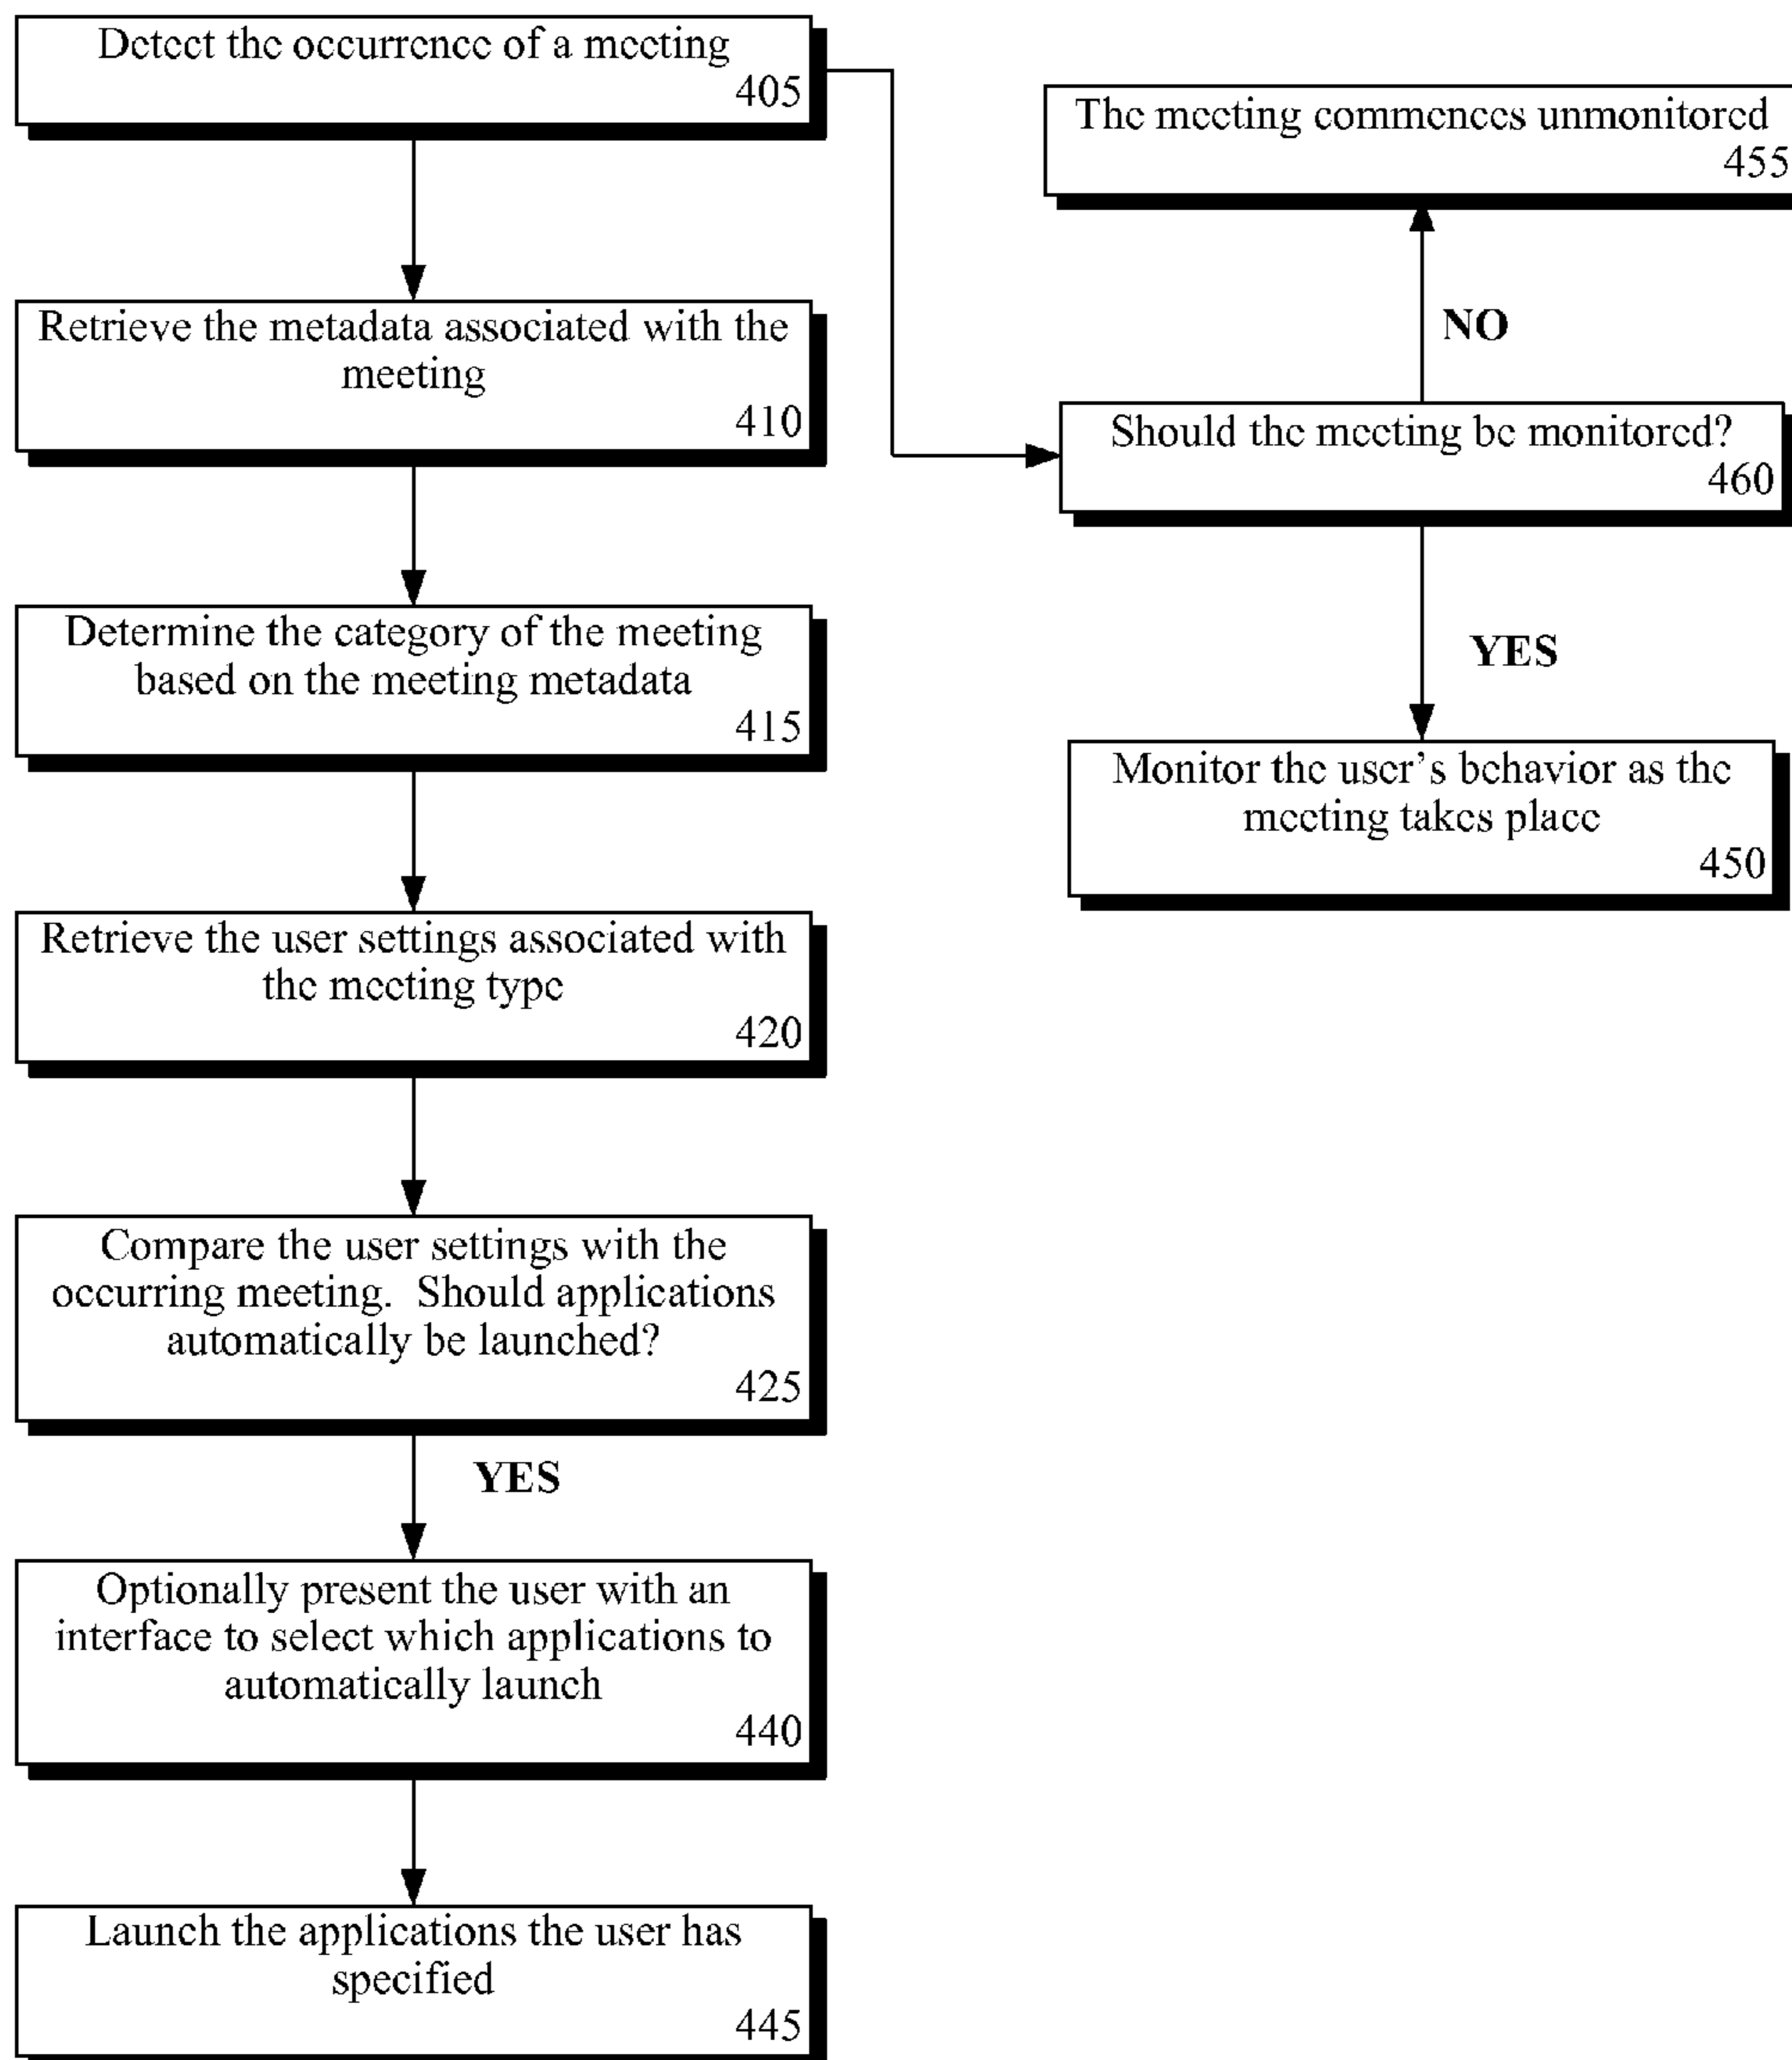 Detect the occurrence of a meeting
405
Retrieve the metadata associated with the
meeting
410
Determine the category of the meeting
based on the meeting metadata
415
Retrieve the user settings associated with
the meeting type
420
Compare the user settings with the
occurring meeting.  Should applications
automatically be launched?
425
YES
Optionally present the user with an
interface to select which applications to
automatically launch
440
Launch the applications the user has
specified
445
The meeting commences unmonitored
455
NO
Should the meeting be monitored?
460
YES
Monitor the user’s behavior as the
meeting takes place
450